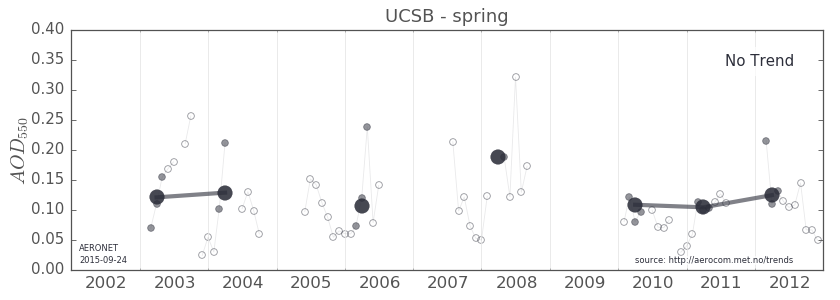 UCSB - spring
0.40
0.35
0.30
0.25
0.20
0.15
0.10
0.05
0.00
AOD550
No Trend
AERONET
2015-09-24
source: http://aerocom.met.no/trends
2002 2003 2004 2005 2006 2007 2008 2009 2010 2011 2012